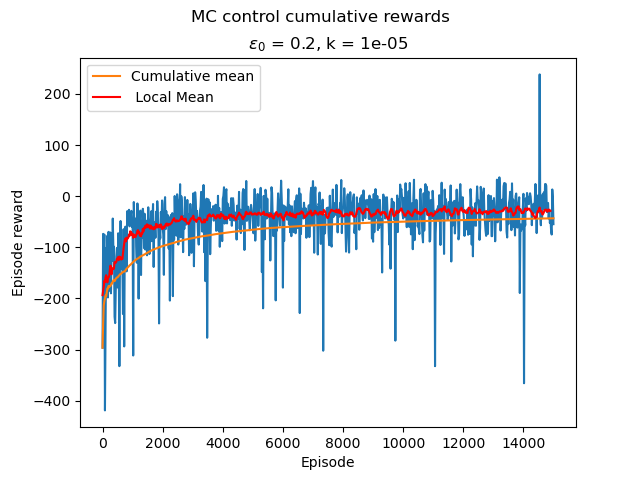 MC control cumulative rewards
ε₀ = 0.2, k = 1e-05
Cumulative mean
Local Mean
200
100
0
−100
−200
−300
−400
Episode reward
0 2000 4000 6000 8000 10000 12000 14000
Episode